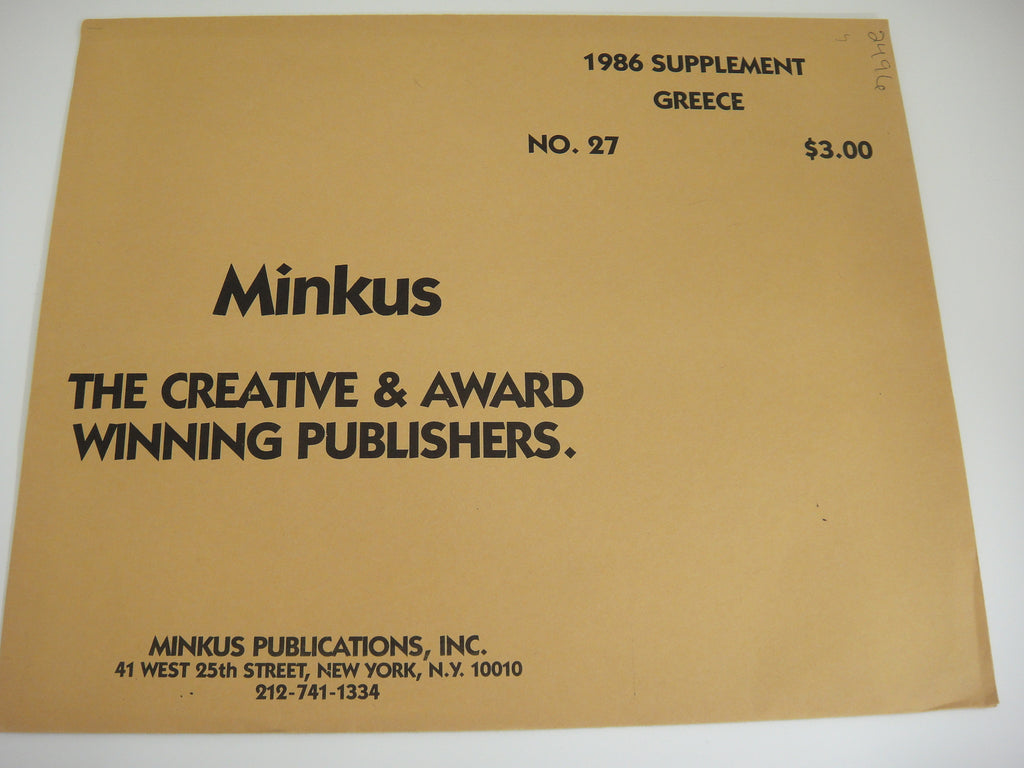 1986 SUPPLEMENT
GREECE
NO. 27 $3.00
2496
Minkus
THE CREATIVE & AWARD
WINNING PUBLISHERS.
MINKUS PUBLICATIONS, INC.
41 WEST 25th STREET, NEW YORK, N.Y. 10010
212-741-1334